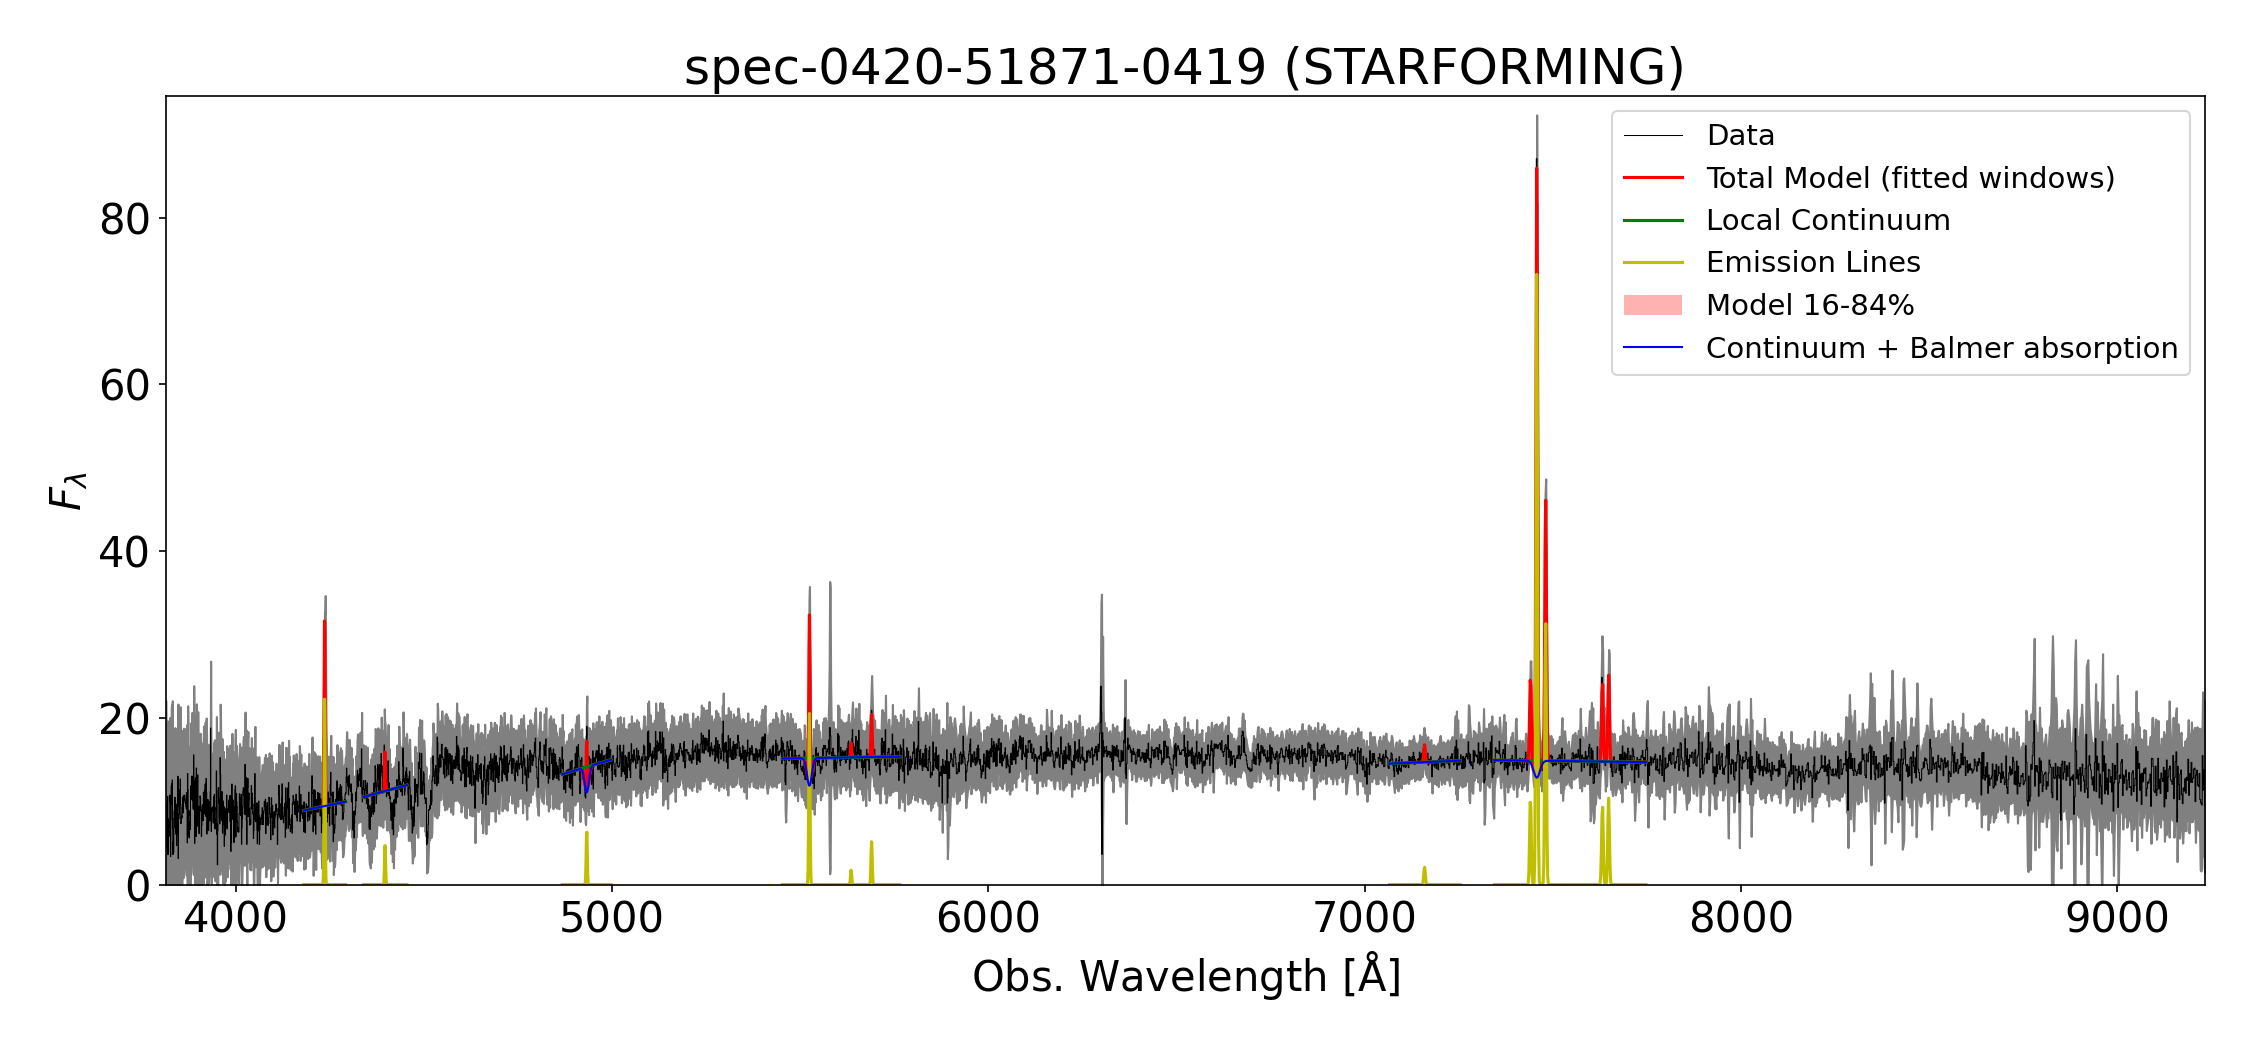 spec-0420-51871-0419 (STARFORMING)
Data
Total Model (fitted windows)
Local Continuum
Emission Lines
Model 16-84%
Continuum + Balmer absorption
80
60
40
20
0
Fλ
4000 5000 6000 7000 8000 9000
Obs. Wavelength [Å]